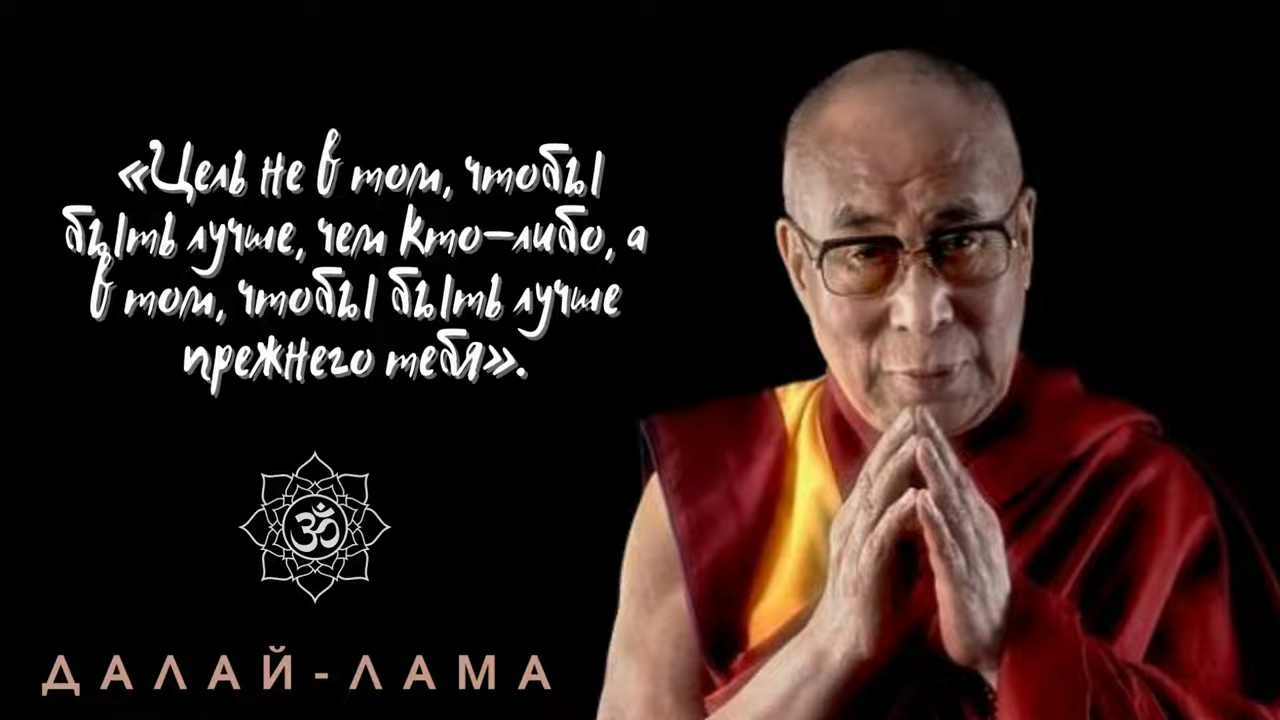 «Цель не в том, чтобы
быть лучше, чем кто-либо, а
в том, чтобы быть лучше
прежнего тебя».
ॐ
ДАЛАЙ-ЛАМА